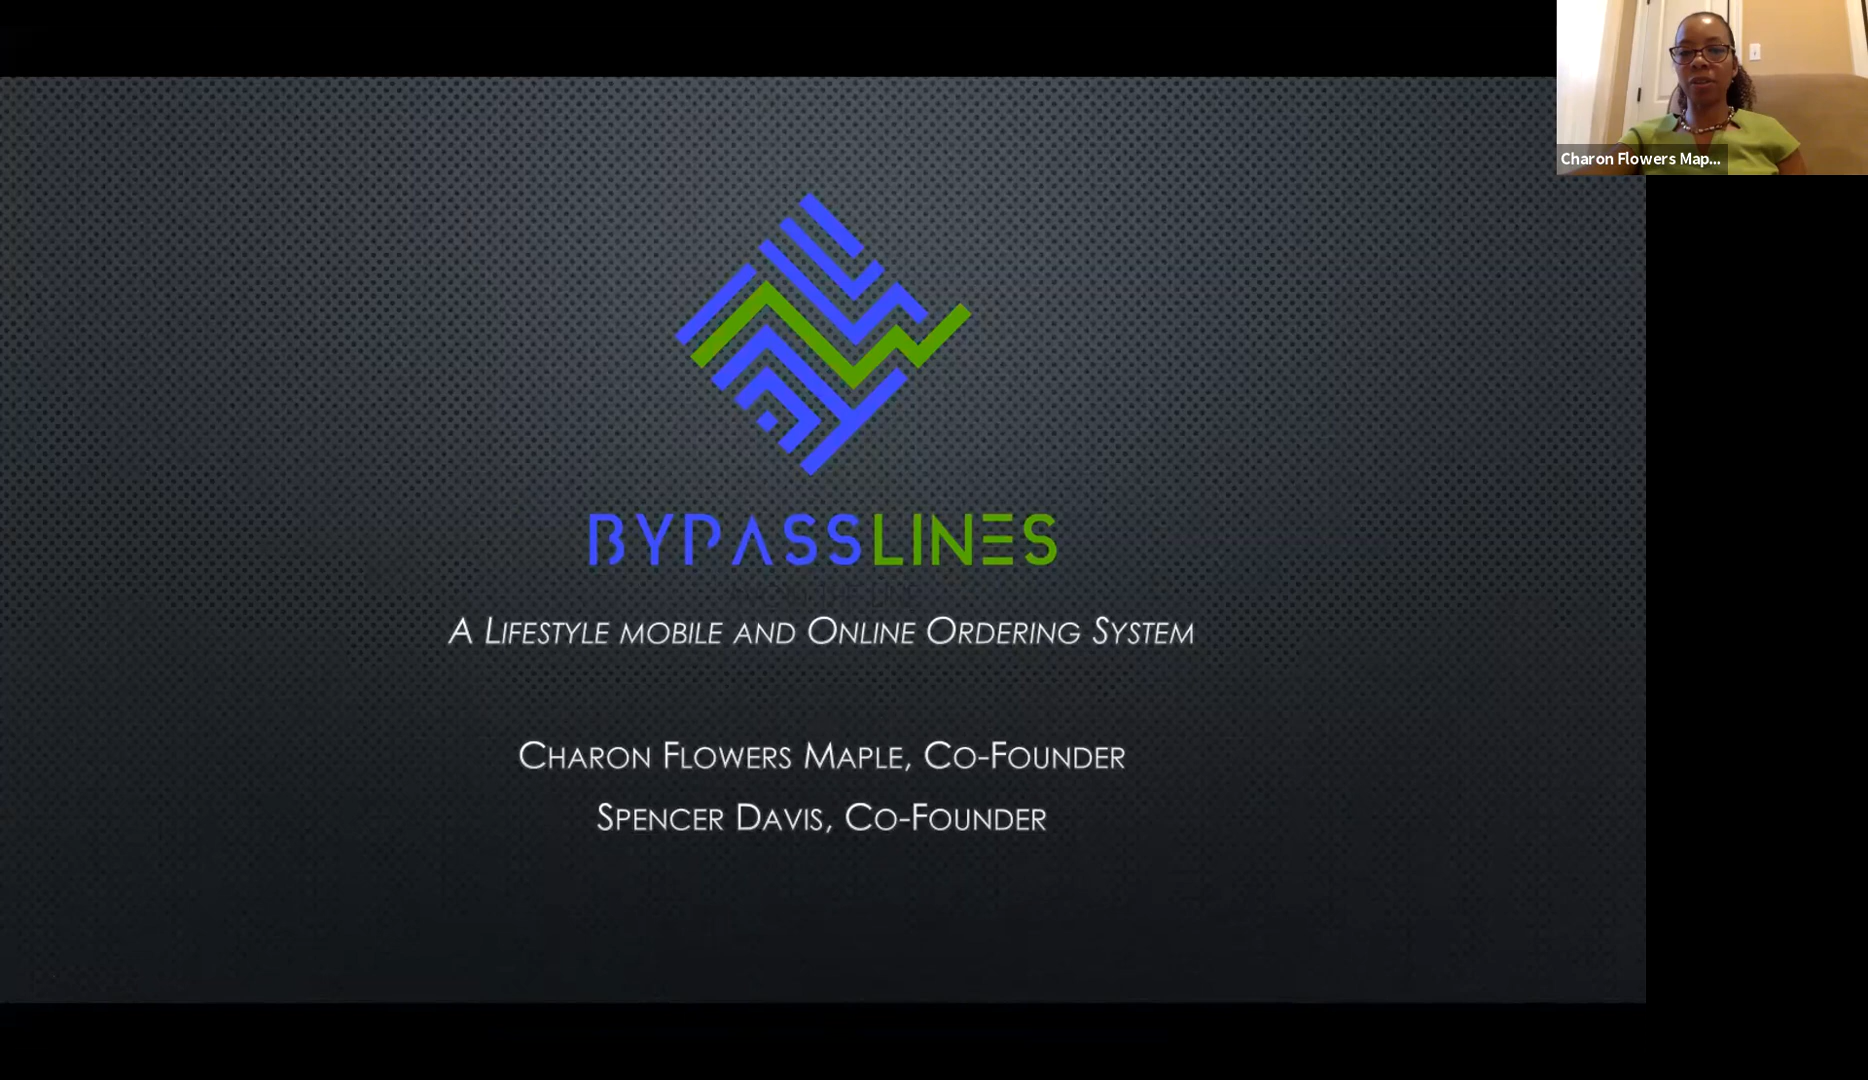 Charon Flowers Map...
BYPASSLINES
A LIFESTYLE MOBILE AND ONLINE ORDERING SYSTEM
CHARON FLOWERS MAPLE, CO-FOUNDER
SPENCER DAVIS, CO-FOUNDER